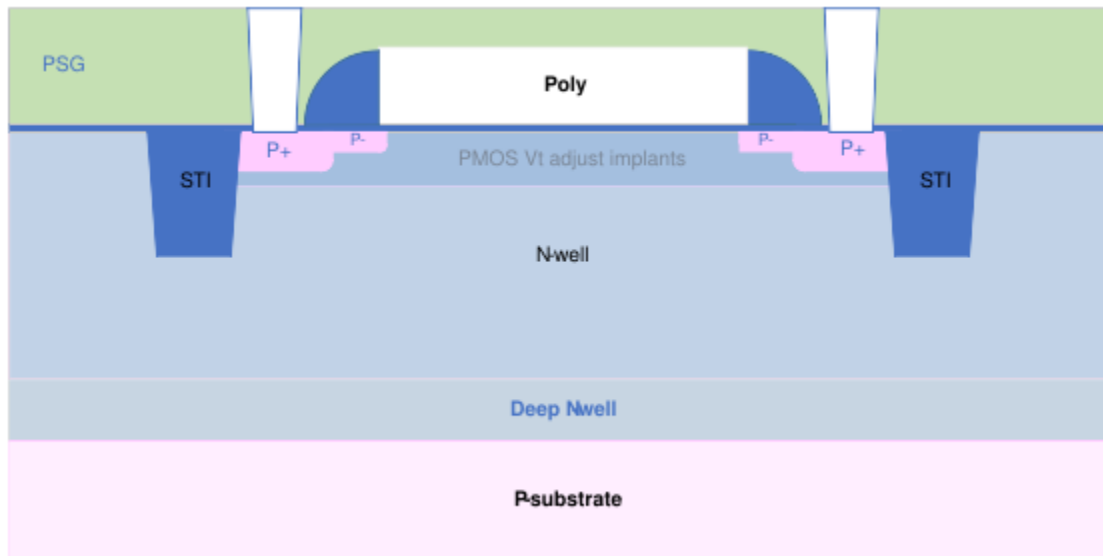 PSG
Poly
P+
P-
PMOS Vt adjust implants
P-
P+
STI
STI
N-well
Deep Nwell
P-substrate